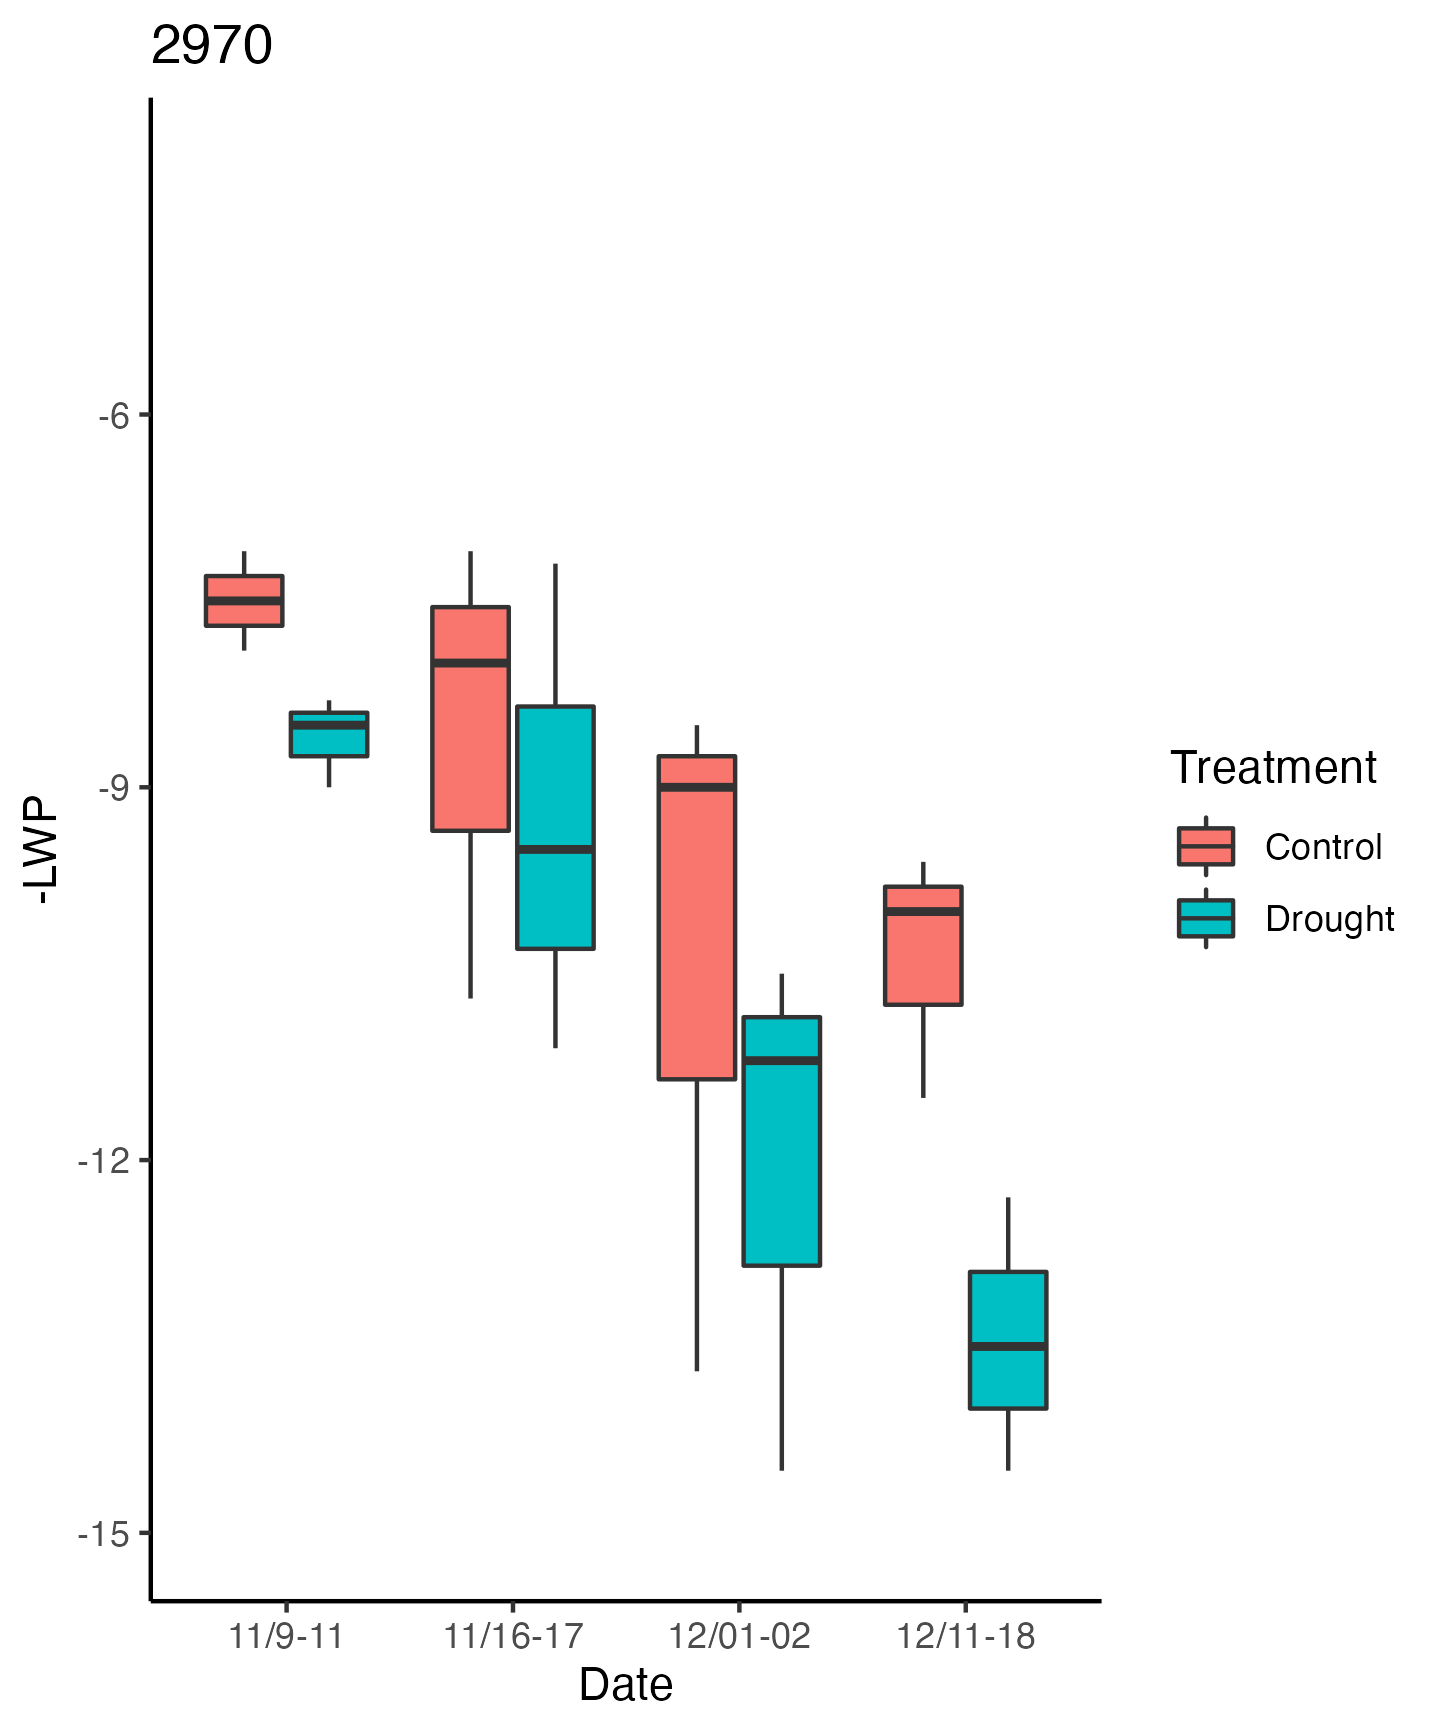 2970
-LWP
-6
-9
-12
-15
11/9-11
11/16-17
12/01-02
12/11-18
Date
Treatment
Control
Drought